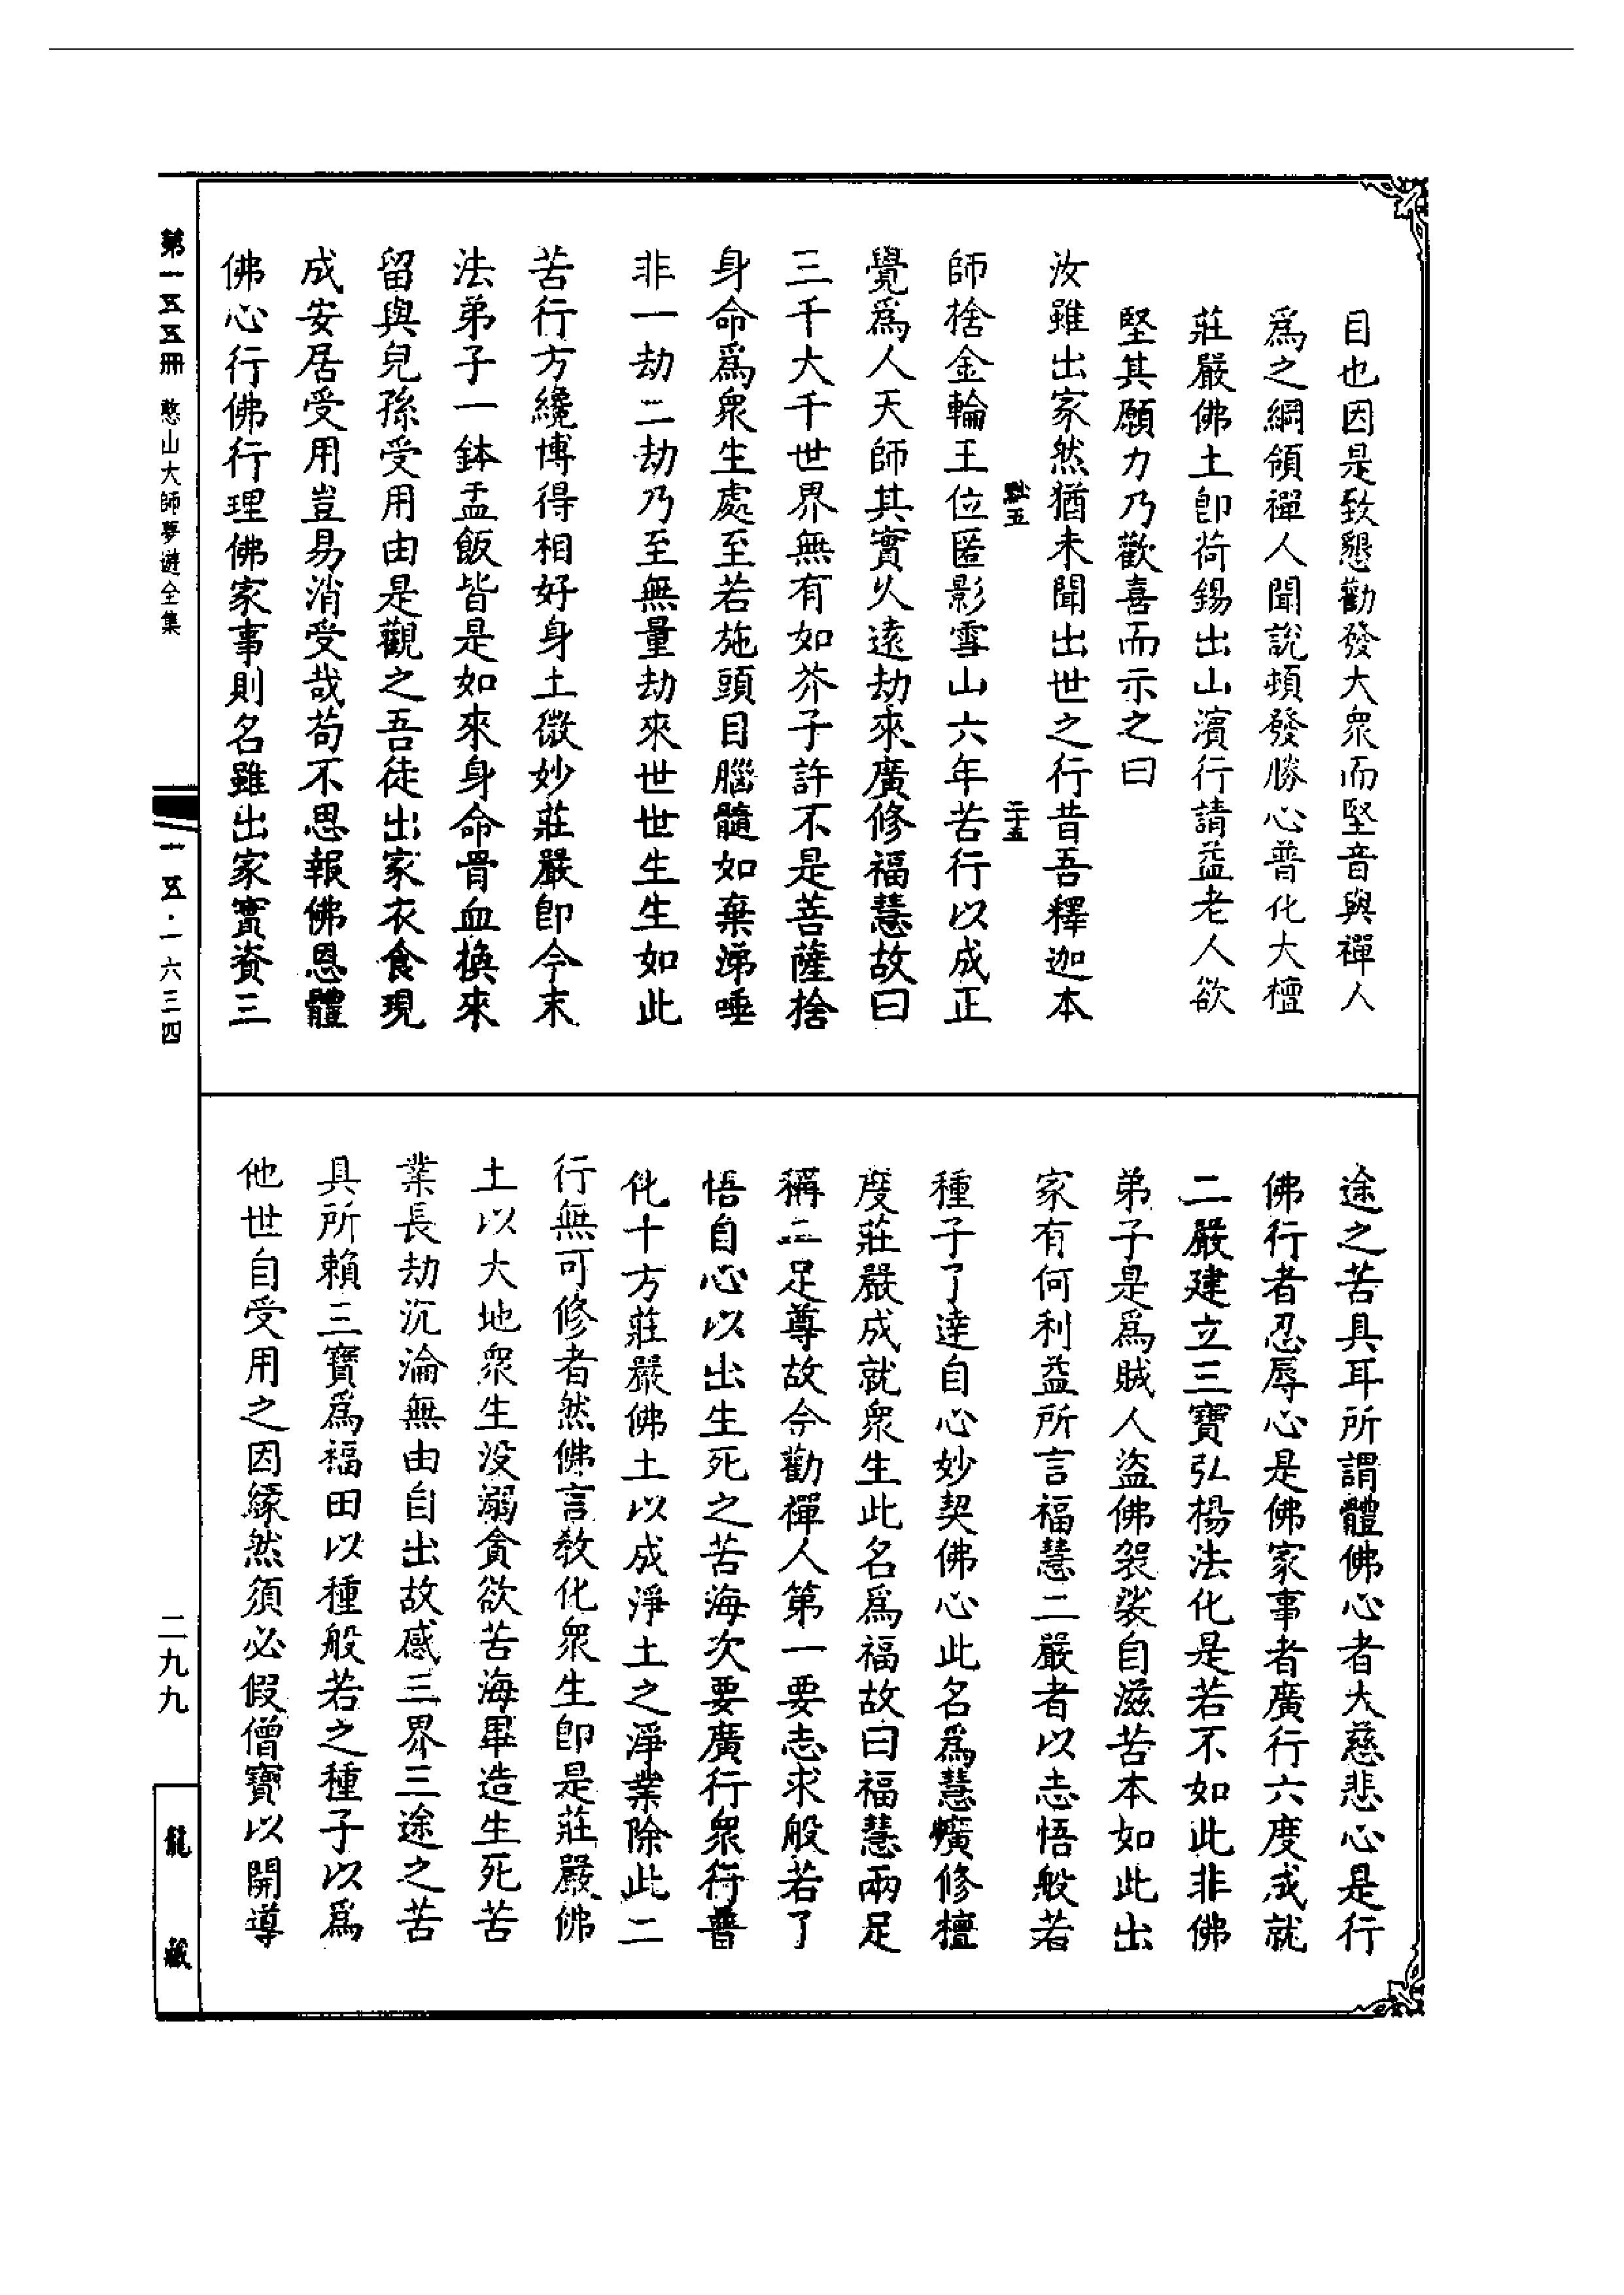 目也因是致懇勸發大衆而堅音與禪人
爲之綱領禪人聞說頓發勝心普化大檀
莊嚴佛土卽荷錫出山濱行請益老人欲
堅其願力乃歡喜而示之曰
汝雖出家然猶未聞出世之行昔吾釋迦本
二十五
師捨金輪王位匿影雪山六年苦行以成正
覺爲人天師其實乆遠劫來廣修福慧故曰
三千大千世界無有如芥子許不是菩薩捨
身命爲衆生處至若施頭目腦髓如棄涕唾
非一劫二劫乃至無量劫來世世生生如此
苦行方纔博得相好身土微妙莊嚴卽今末
法弟子一鉢盂飯皆是如來身命骨血換來
留與兒孫受用由是觀之吾徒出家衣食現
成安居受用豈易消受哉苟不思報佛恩體
佛心行佛行理佛家事則名雖出家實資三
途之苦具耳所謂體佛心者大慈悲心是行
佛行者忍辱心是佛家事者廣行六度成就
二嚴建立三寶弘揚法化是若不如此非佛
弟子是爲賊人盜佛袈裟自滋苦本如此出
家有何利益所言福慧二嚴者以志悟般若
種子了達自心妙契佛心此名爲慧廣修檀
度莊嚴成就衆生此名爲福故曰福慧兩足
稱二足尊故今勸禪人第一要志求般若了
悟自心以出生死之苦海次要廣行衆行普
化十方莊嚴佛土以成淨土之淨業除此二
行無可修者然佛言教化衆生卽是莊嚴佛
土以大地衆生没溺貪欲苦海單造生死苦
業長劫沉淪無由自出故感三界三途之苦
具所賴三寶爲福田以種般若之種子以爲
他世自受用之因緣然須必假僧寶以開導
第一五五冊 憨山大師夢遊全集
一五五·一六三四
二九九
龍藏